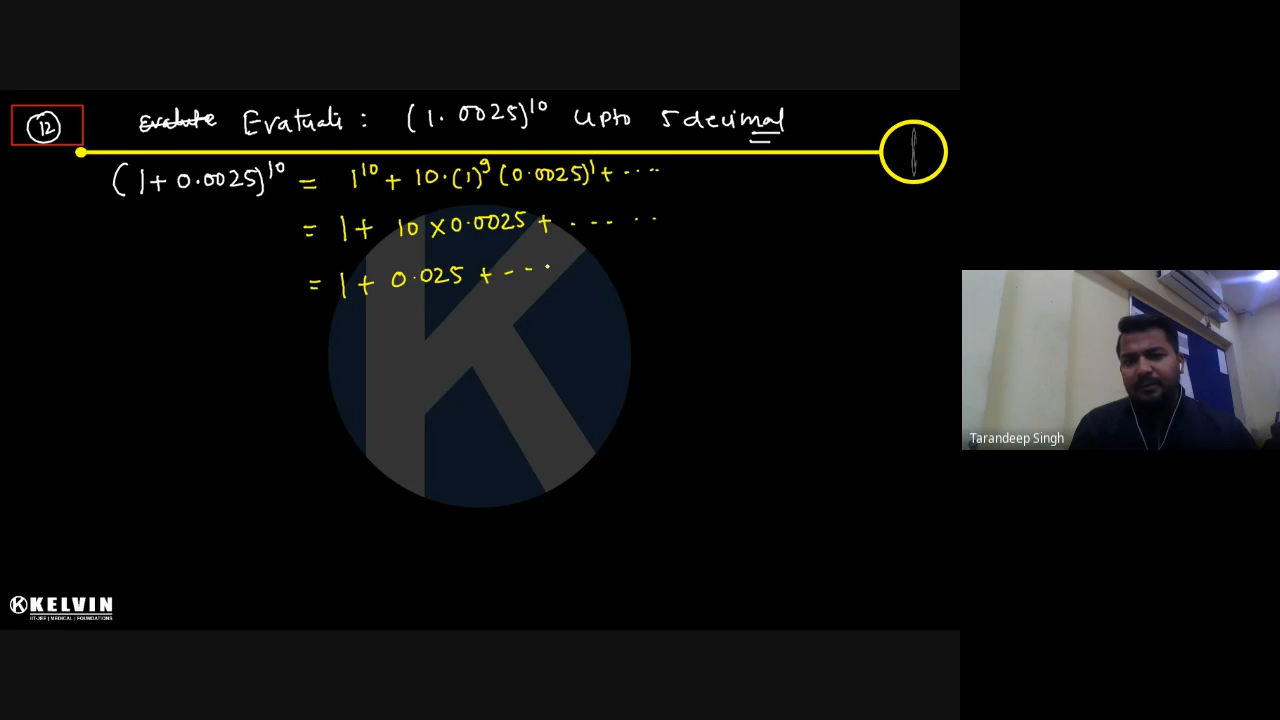 12 Evalute Evaluate : (1.0025)^10 upto 5 decimal
(1 + 0.0025)^10 = 1^10 + 10·(1)^9 (0.0025)^1 + ....
= 1 + 10 × 0.0025 + .... ..
= 1 + 0.025 + ....
Tarandeep Singh
KELVIN
IIT-JEE | MEDICAL | FOUNDATIONS